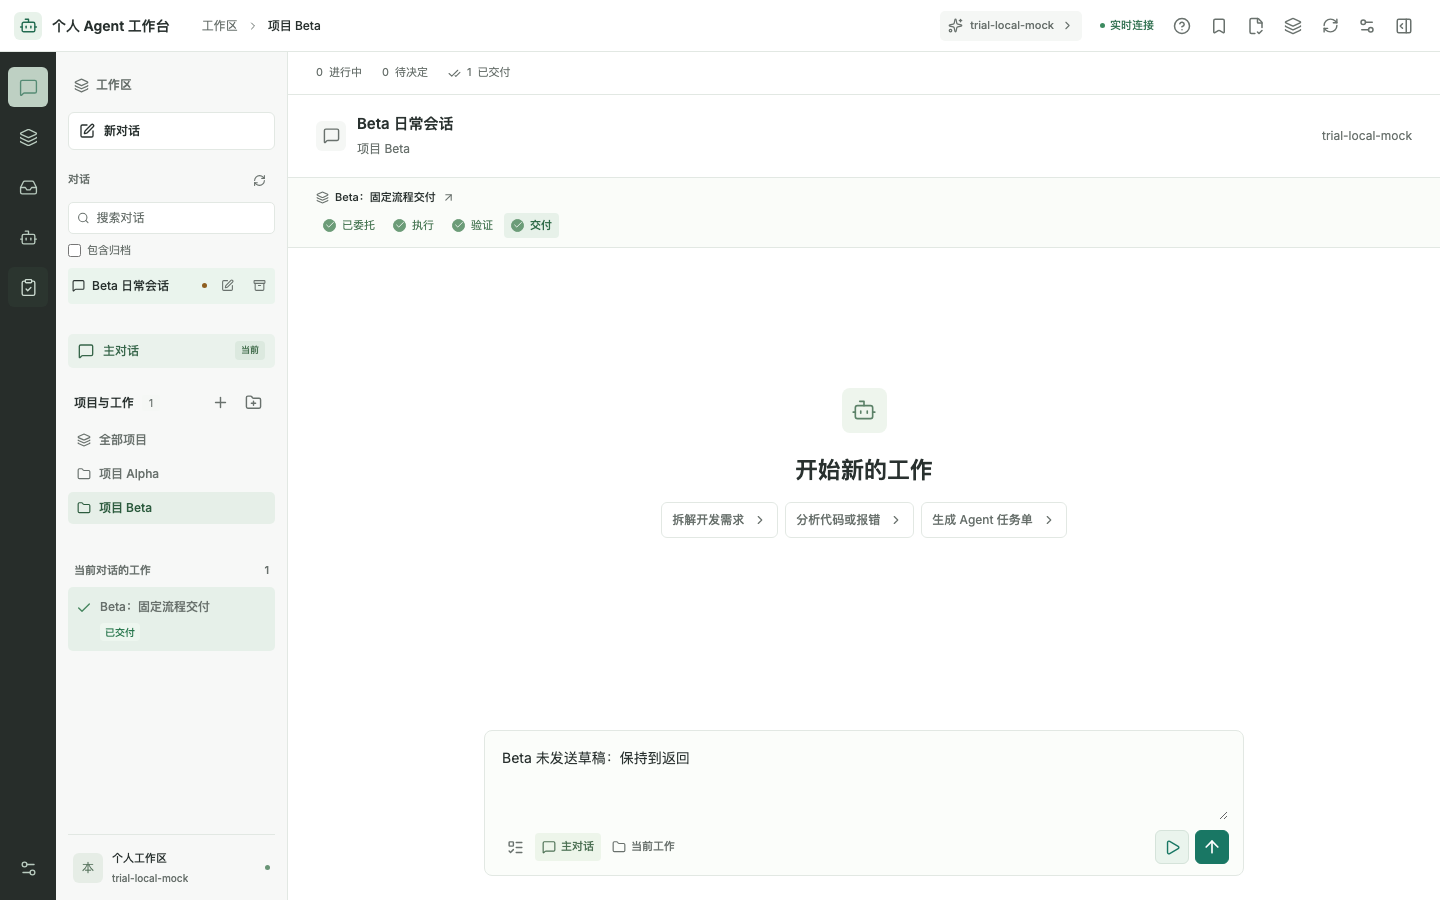 个人 Agent 工作台
工作区
项目 Beta
trial-local-mock
实时连接
工作区
新对话
对话
搜索对话
包含归档
Beta 日常会话
主对话
当前
项目与工作 1
全部项目
项目 Alpha
项目 Beta
当前对话的工作 1
Beta：固定流程交付
已交付
本
个人工作区
trial-local-mock
0 进行中 0 待决定 1 已交付
Beta 日常会话
项目 Beta
trial-local-mock
Beta：固定流程交付
已委托 执行 验证 交付
开始新的工作
拆解开发需求 分析代码或报错 生成 Agent 任务单
Beta 未发送草稿：保持到返回
主对话 当前工作